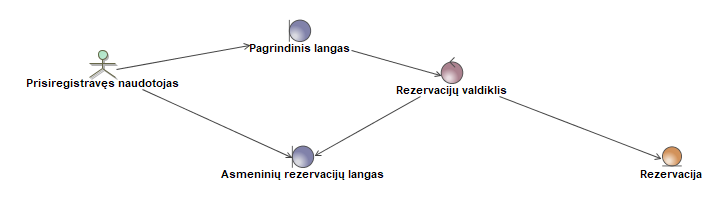 Pagrindinis langas
Prisiregistravęs naudotojas
Rezervacijų valdiklis
Asmeninių rezervacijų langas
Rezervacija